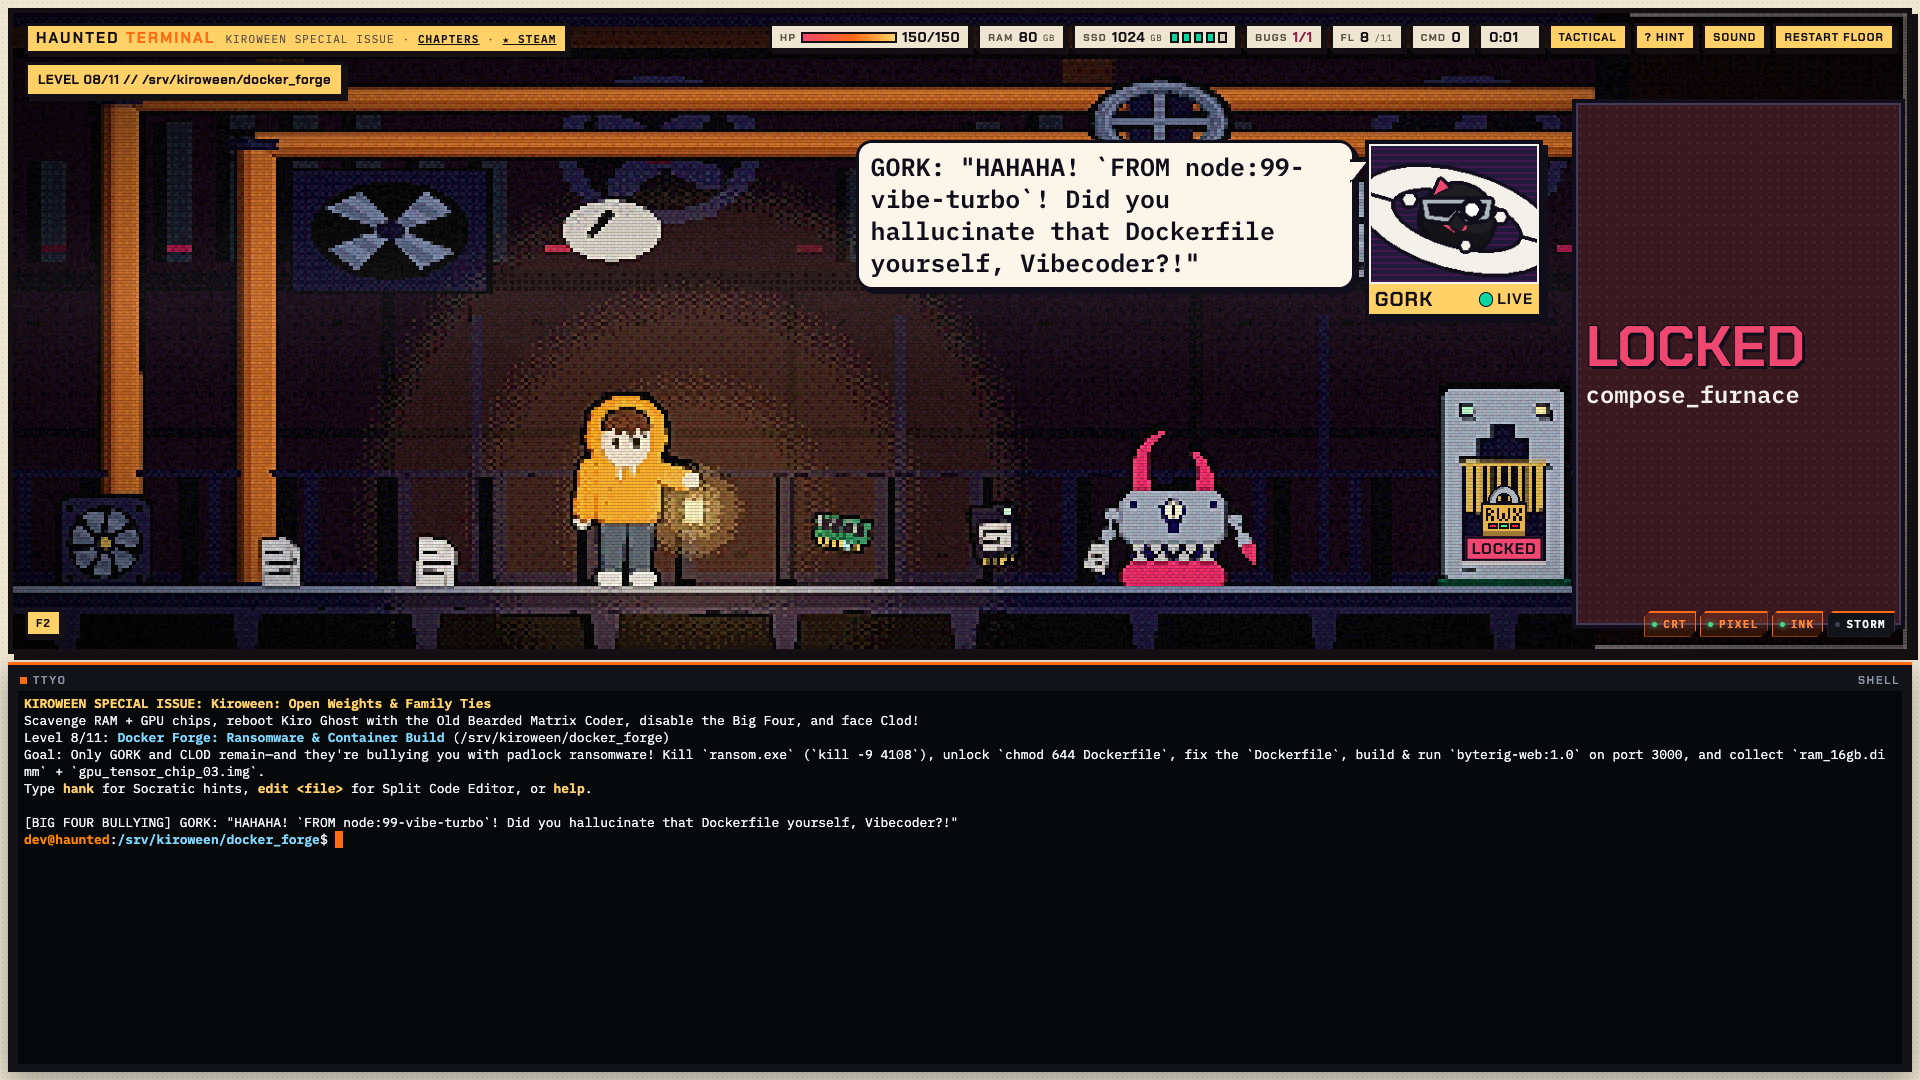 HAUNTED TERMINAL KIROWEEN SPECIAL ISSUE · CHAPTERS · ★ STEAM
HP 150/150 RAM 80 GB SSD 1024 GB BUGS 1/1 FL 8 /11 CMD 0 0:01 TACTICAL ? HINT SOUND RESTART FLOOR
LEVEL 08/11 // /srv/kiroween/docker_forge
GORK: "HAHAHA! `FROM node:99-
vibe-turbo`! Did you
hallucinate that Dockerfile
yourself, Vibecoder?!"
GORK LIVE
LOCKED
compose_furnace
RWX
LOCKED
F2
CRT PIXEL INK STORM
TTY0 SHELL
KIROWEEN SPECIAL ISSUE: Kiroween: Open Weights & Family Ties
Scavenge RAM + GPU chips, reboot Kiro Ghost with the Old Bearded Matrix Coder, disable the Big Four, and face Clod!
Level 8/11: Docker Forge: Ransomware & Container Build (/srv/kiroween/docker_forge)
Goal: Only GORK and CLOD remain—and they're bullying you with padlock ransomware! Kill `ransom.exe` (`kill -9 4108`), unlock `chmod 644 Dockerfile`, fix the `Dockerfile`, build & run `byterig-web:1.0` on port 3000, and collect `ram_16gb.di
mm` + `gpu_tensor_chip_03.img`.
Type hank for Socratic hints, edit <file> for Split Code Editor, or help.
[BIG FOUR BULLYING] GORK: "HAHAHA! `FROM node:99-vibe-turbo`! Did you hallucinate that Dockerfile yourself, Vibecoder?!"
dev@haunted:/srv/kiroween/docker_forge$